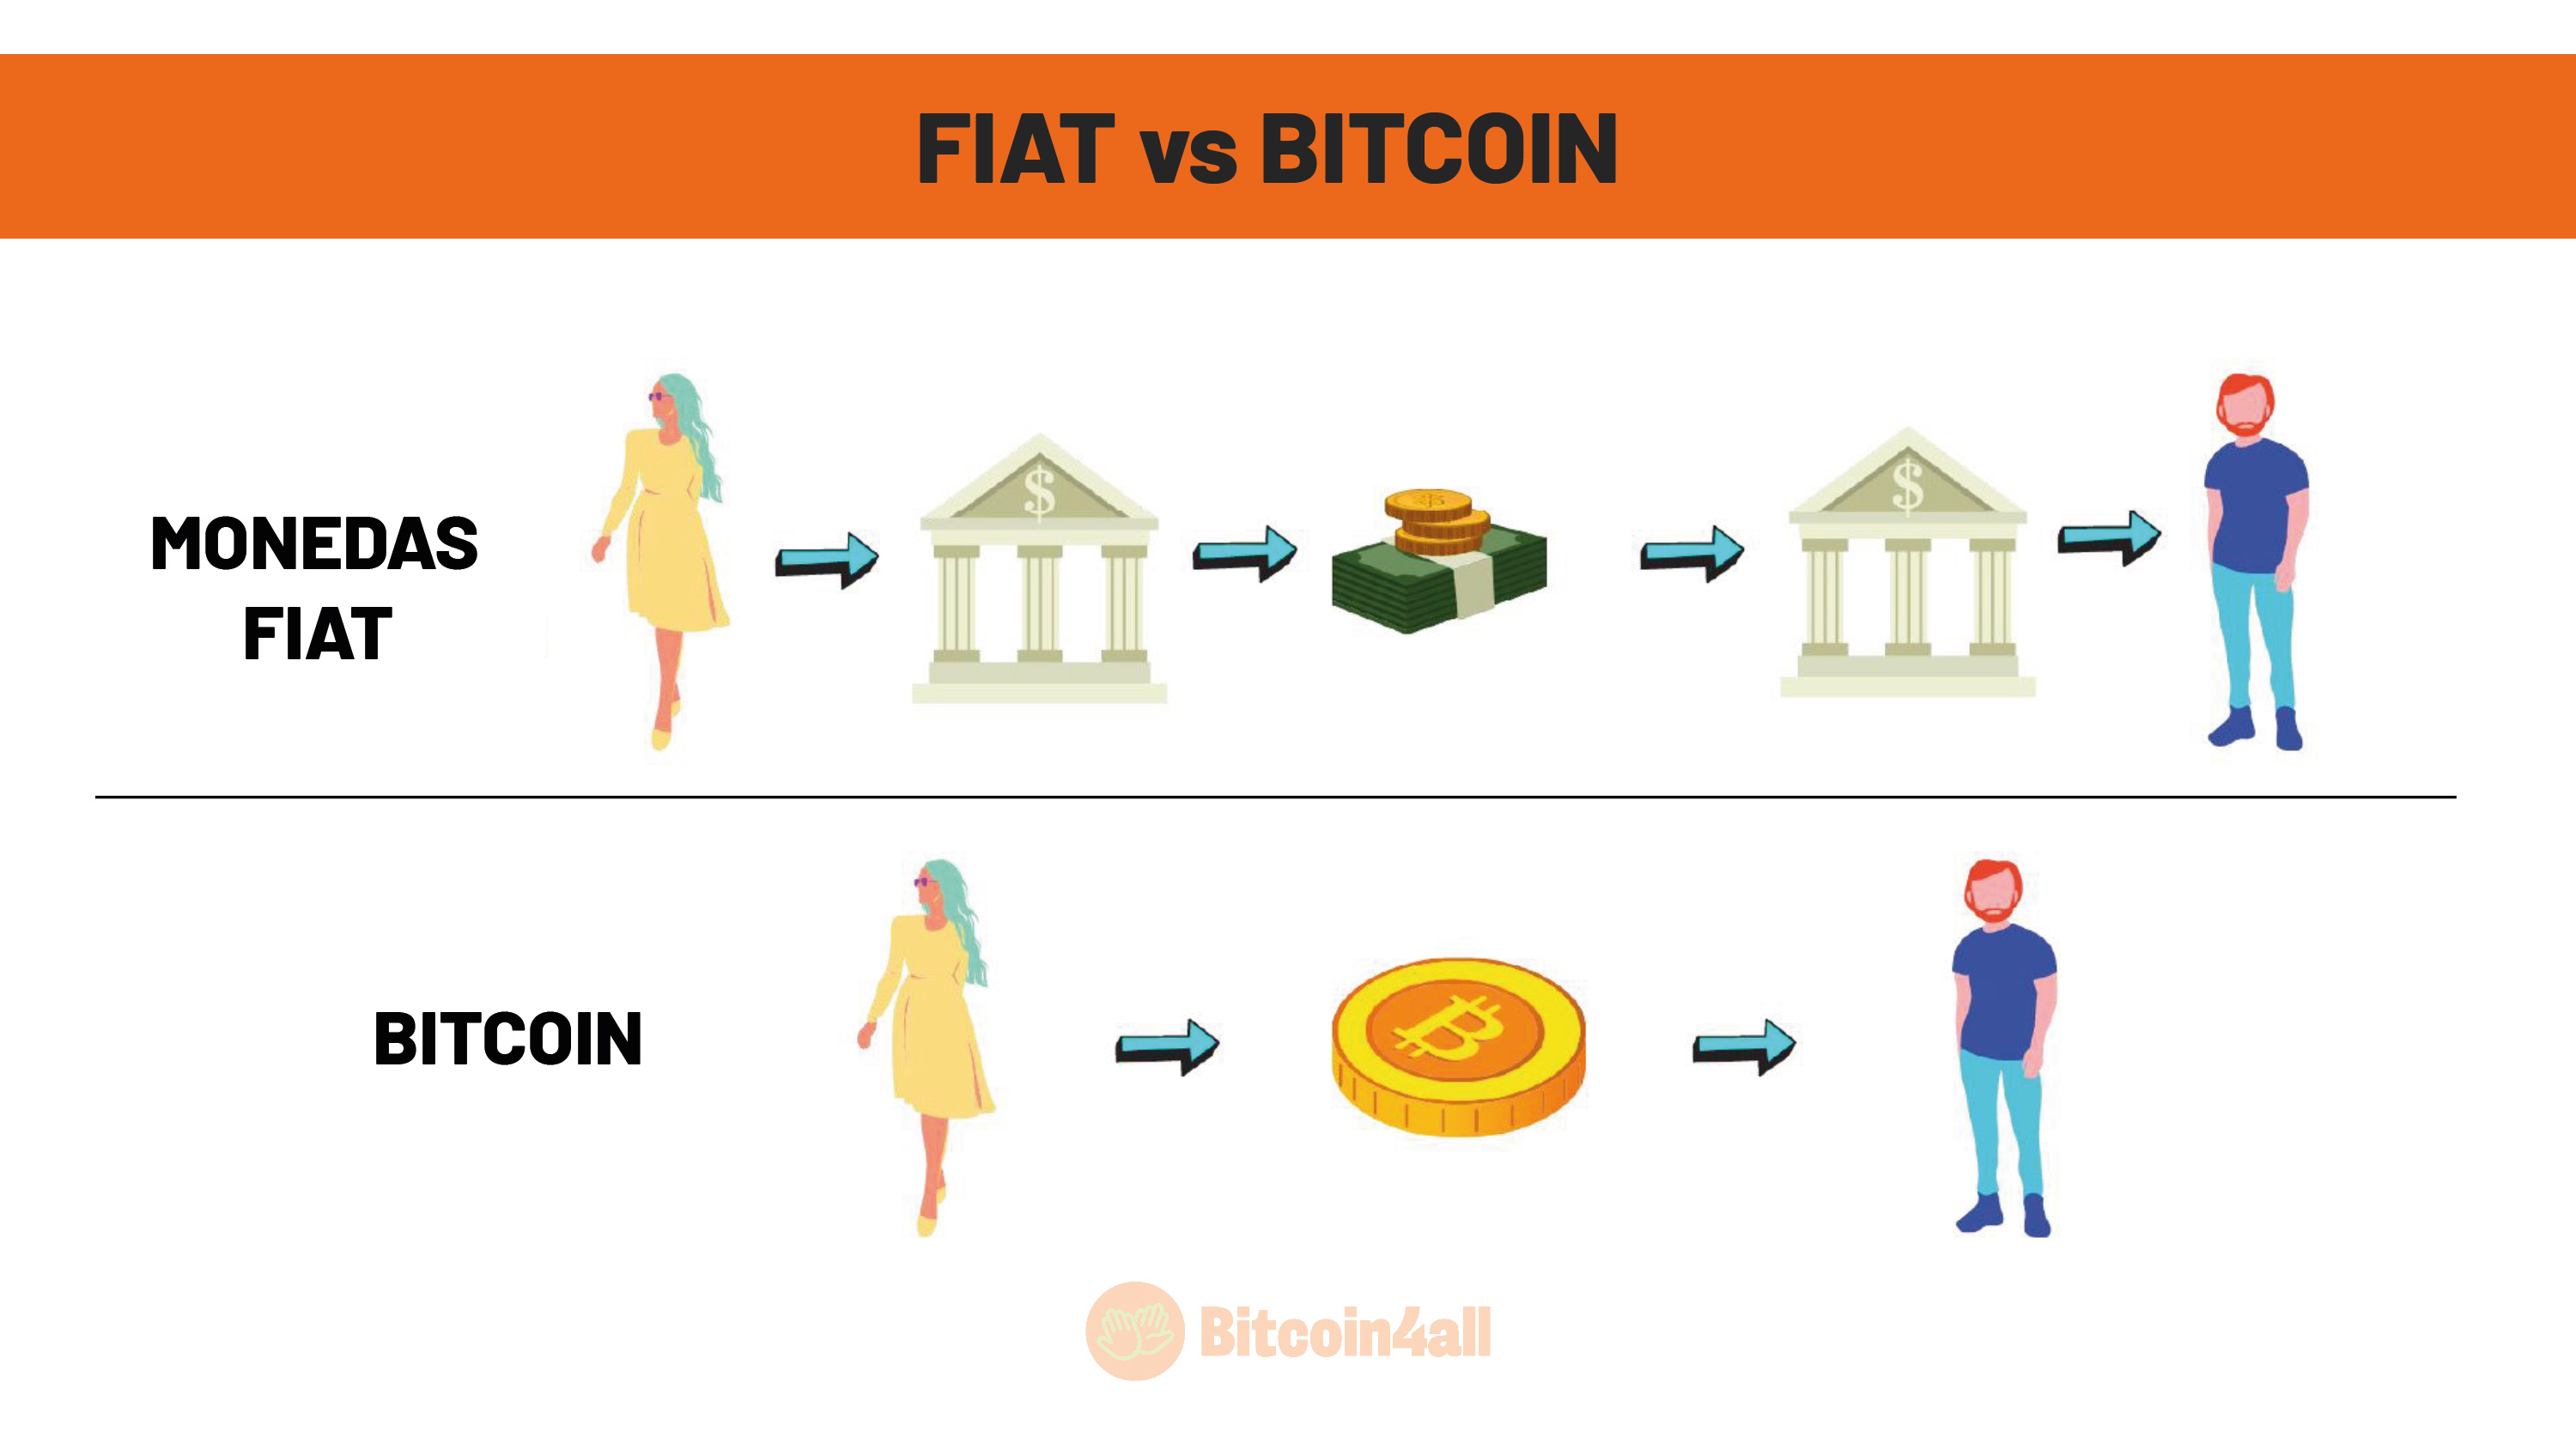 FIAT vs BITCOIN
MONEDAS
FIAT
$
$
BITCOIN
Bitcoin4all